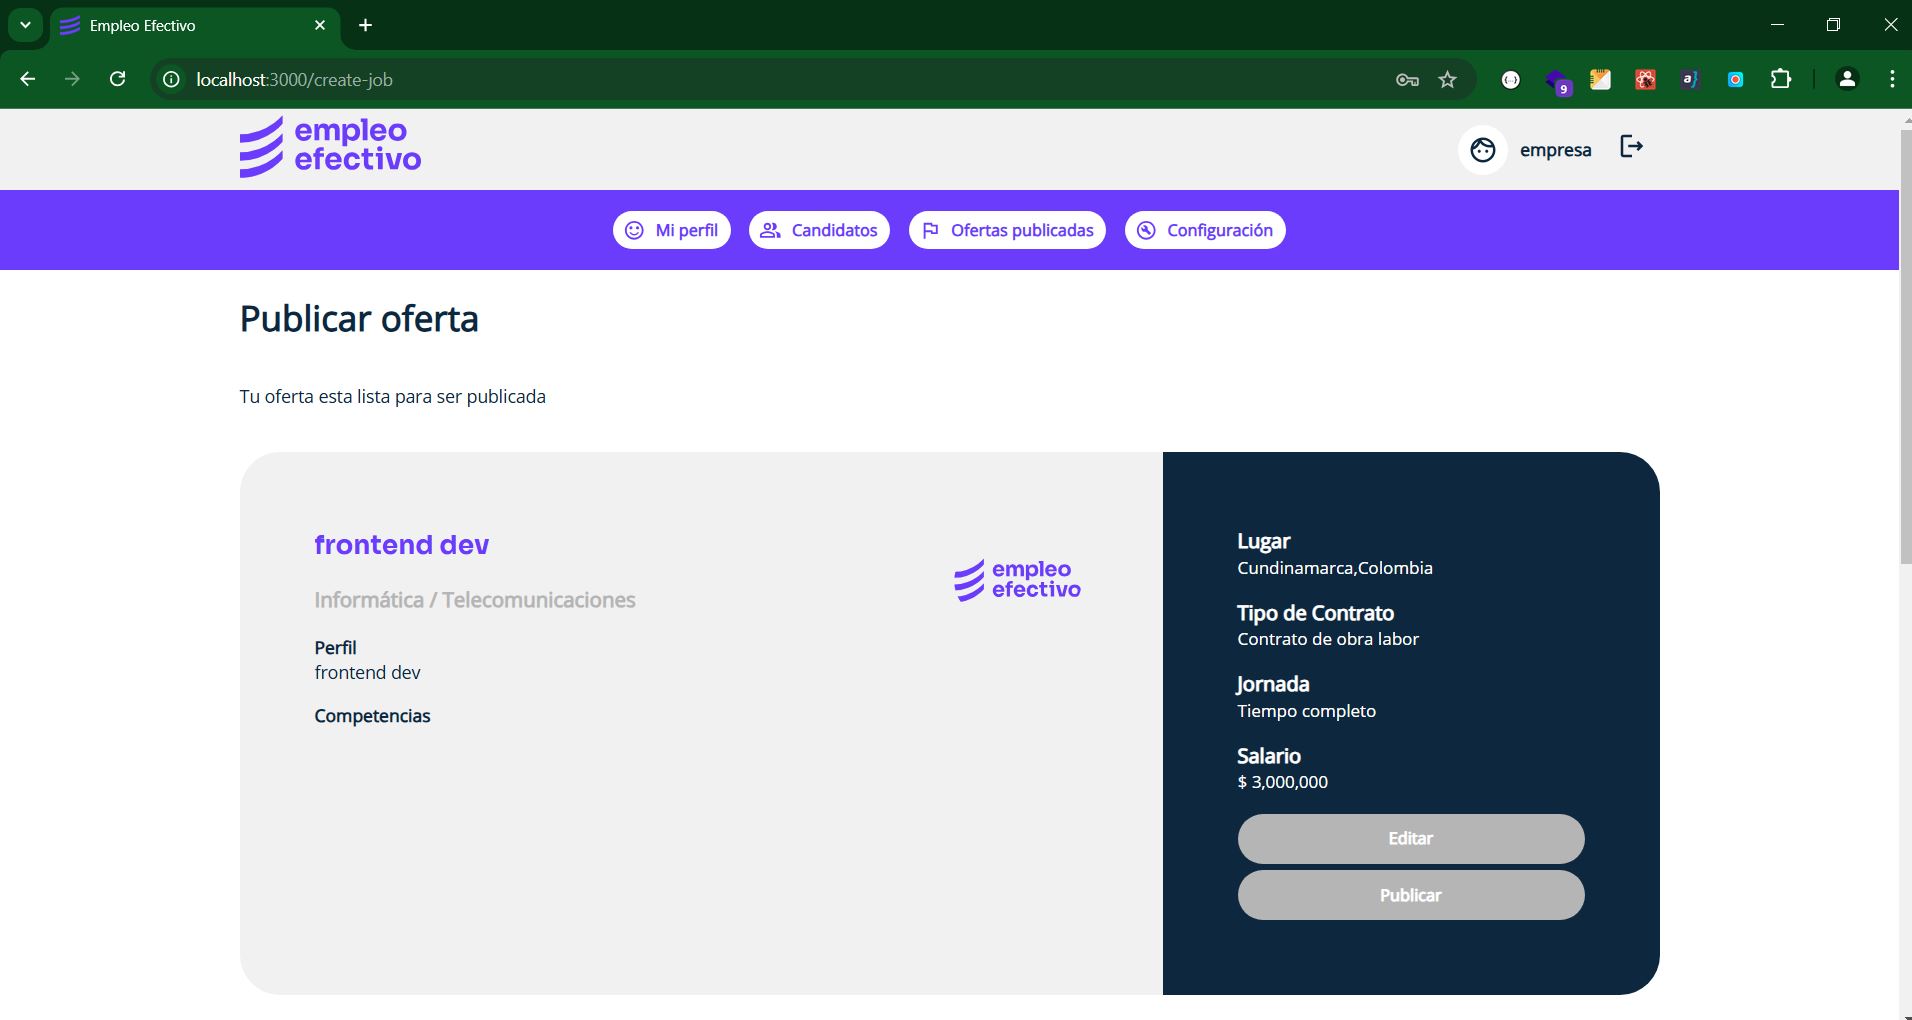 Empleo Efectivo
localhost:3000/create-job
9
empleo
efectivo
empresa
Mi perfil
Candidatos
Ofertas publicadas
Configuración
Publicar oferta
Tu oferta esta lista para ser publicada
frontend dev
Informática / Telecomunicaciones
Perfil
frontend dev
Competencias
empleo
efectivo
Lugar
Cundinamarca,Colombia
Tipo de Contrato
Contrato de obra labor
Jornada
Tiempo completo
Salario
$ 3,000,000
Editar
Publicar